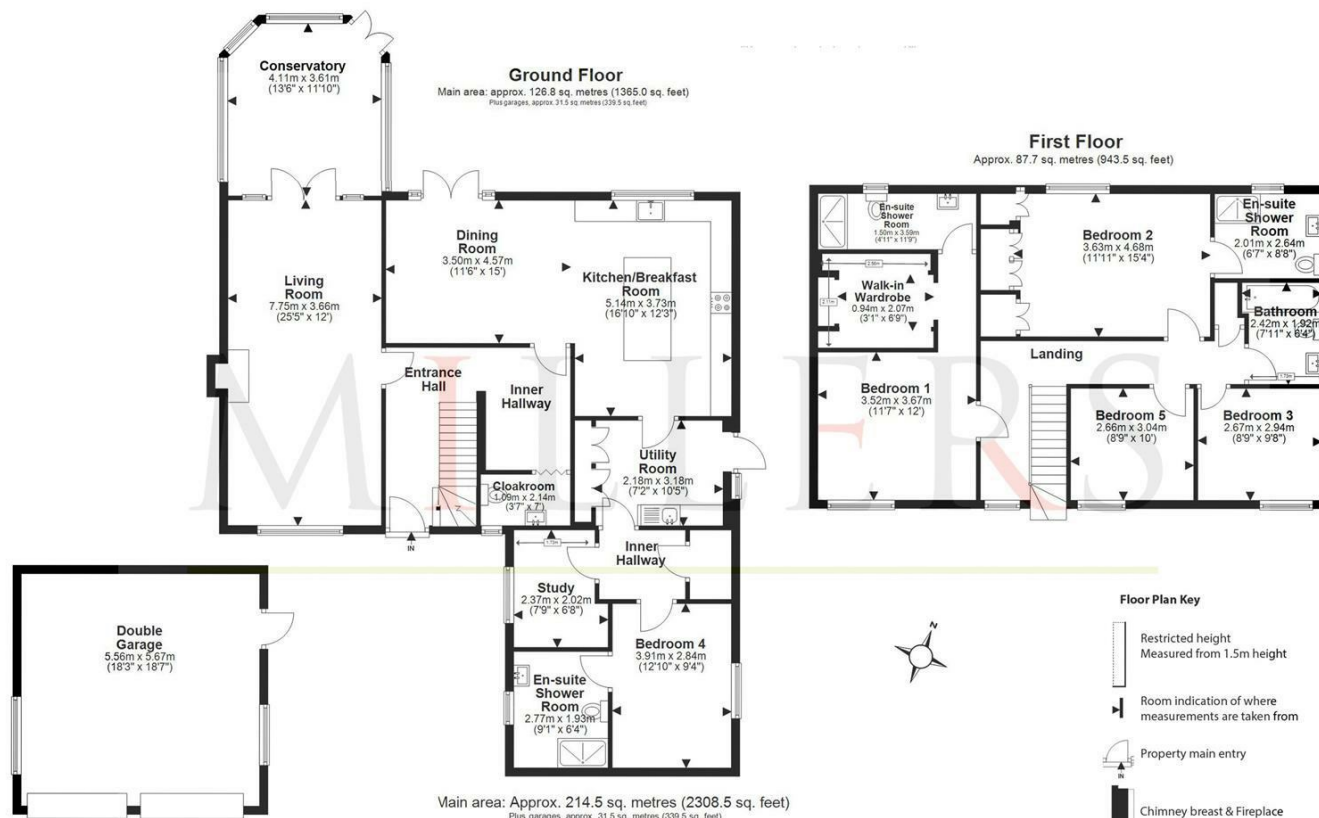 Ground Floor
Main area: approx. 126.8 sq. metres (1365.0 sq. feet)
Plus garages, approx. 31.5 sq. metres (339.5 sq. feet)
Conservatory
4.11m x 3.61m
(13'6" x 11'10")
Dining
Room
3.50m x 4.57m
(11'6" x 15')
Kitchen/Breakfast
Room
5.14m x 3.73m
(16'10" x 12'3")
Living
Room
7.75m x 3.66m
(25'5" x 12')
Entrance
Hall
Inner
Hallway
Utility
Room
2.18m x 3.18m
(7'2" x 10'5")
Cloakroom
1.09m x 2.14m
(3'7" x 7')
IN
Inner
Hallway
1.73m
Study
2.37m x 2.02m
(7'9" x 6'8")
Bedroom 4
3.91m x 2.84m
(12'10" x 9'4")
En-suite
Shower
Room
2.77m x 1.93m
(9'1" x 6'4")
Double
Garage
5.56m x 5.67m
(18'3" x 18'7")
Main area: Approx. 214.5 sq. metres (2308.5 sq. feet)
Plus garages, approx. 31.5 sq. metres (339.5 sq. feet)
First Floor
Approx. 87.7 sq. metres (943.5 sq. feet)
En-suite
Shower
Room
1.50m x 3.59m
(4'11" x 11'9")
Bedroom 2
3.63m x 4.68m
(11'11" x 15'4")
En-suite
Shower
Room
2.01m x 2.64m
(6'7" x 8'8")
Walk-in
Wardrobe
0.94m x 2.07m
(3'1" x 6'9")
2.11m
Bathroom
2.42m x 1.92m
(7'11" x 6'4")
1.73m
Landing
Bedroom 1
3.52m x 3.67m
(11'7" x 12')
Bedroom 5
2.66m x 3.04m
(8'9" x 10')
Bedroom 3
2.67m x 2.94m
(8'9" x 9'8")
MILLERS
N
Floor Plan Key
Restricted height
Measured from 1.5m height
Room indication of where
measurements are taken from
Property main entry
IN
Chimney breast & Fireplace